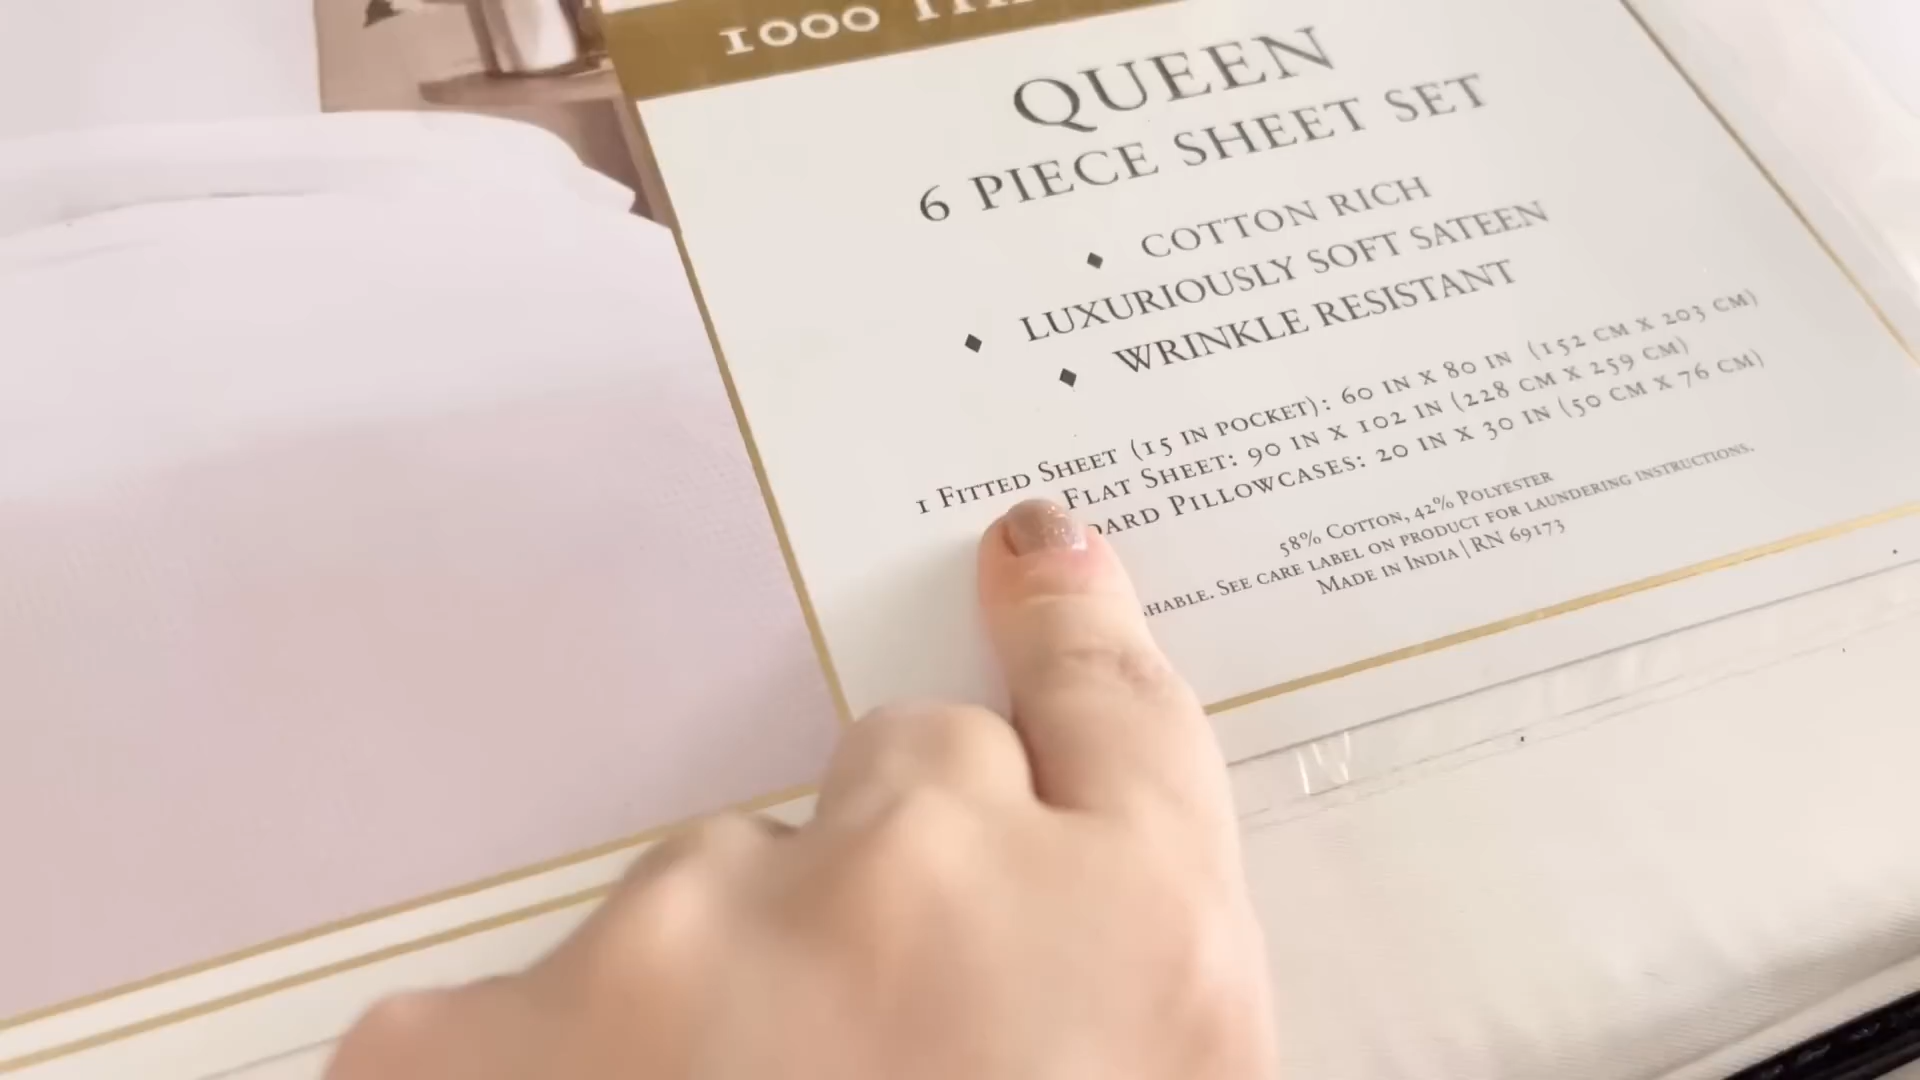 1000
QUEEN
6 PIECE SHEET SET
◆ COTTON RICH
◆ LUXURIOUSLY SOFT SATEEN
◆ WRINKLE RESISTANT
1 FITTED SHEET (15 IN POCKET): 60 IN X 80 IN (152 CM X 203 CM)
FLAT SHEET: 90 IN X 102 IN (228 CM X 259 CM)
PILLOWCASES: 20 IN X 30 IN (50 CM X 76 CM)
58% COTTON, 42% POLYESTER
SEE CARE LABEL ON PRODUCT FOR LAUNDERING INSTRUCTIONS.
MADE IN INDIA | RN 69173